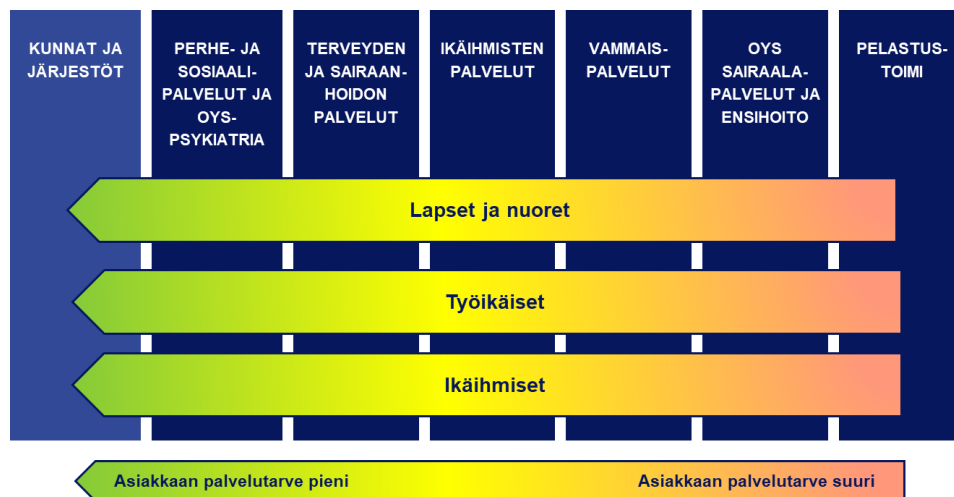 KUNNAT JA
JÄRJESTÖT
PERHE- JA
SOSIAALI-
PALVELUT JA
OYS-
PSYKIATRIA
TERVEYDEN
JA SAIRAAN-
HOIDON
PALVELUT
IKÄIHMISTEN
PALVELUT
VAMMAIS-
PALVELUT
OYS
SAIRAALA-
PALVELUT JA
ENSIHOITO
PELASTUS-
TOIMI
Lapset ja nuoret
Työikäiset
Ikäihmiset
Asiakkaan palvelutarve pieni
Asiakkaan palvelutarve suuri